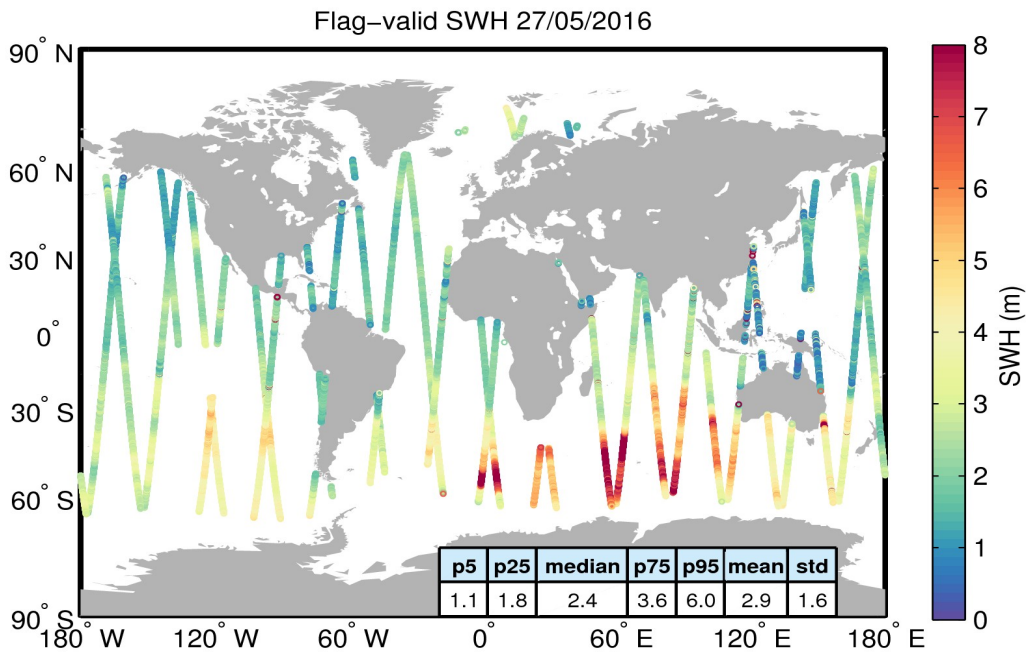 Flag−valid SWH 27/05/2016
90° N
60° N
30° N
0°
30° S
60° S
90° S
180° W
120° W
60° W
0°
60° E
120° E
180° E
p5 p25 median p75 p95 mean std
1.1 1.8 2.4 3.6 6.0 2.9 1.6
8
7
6
5
4
3
2
1
0
SWH (m)